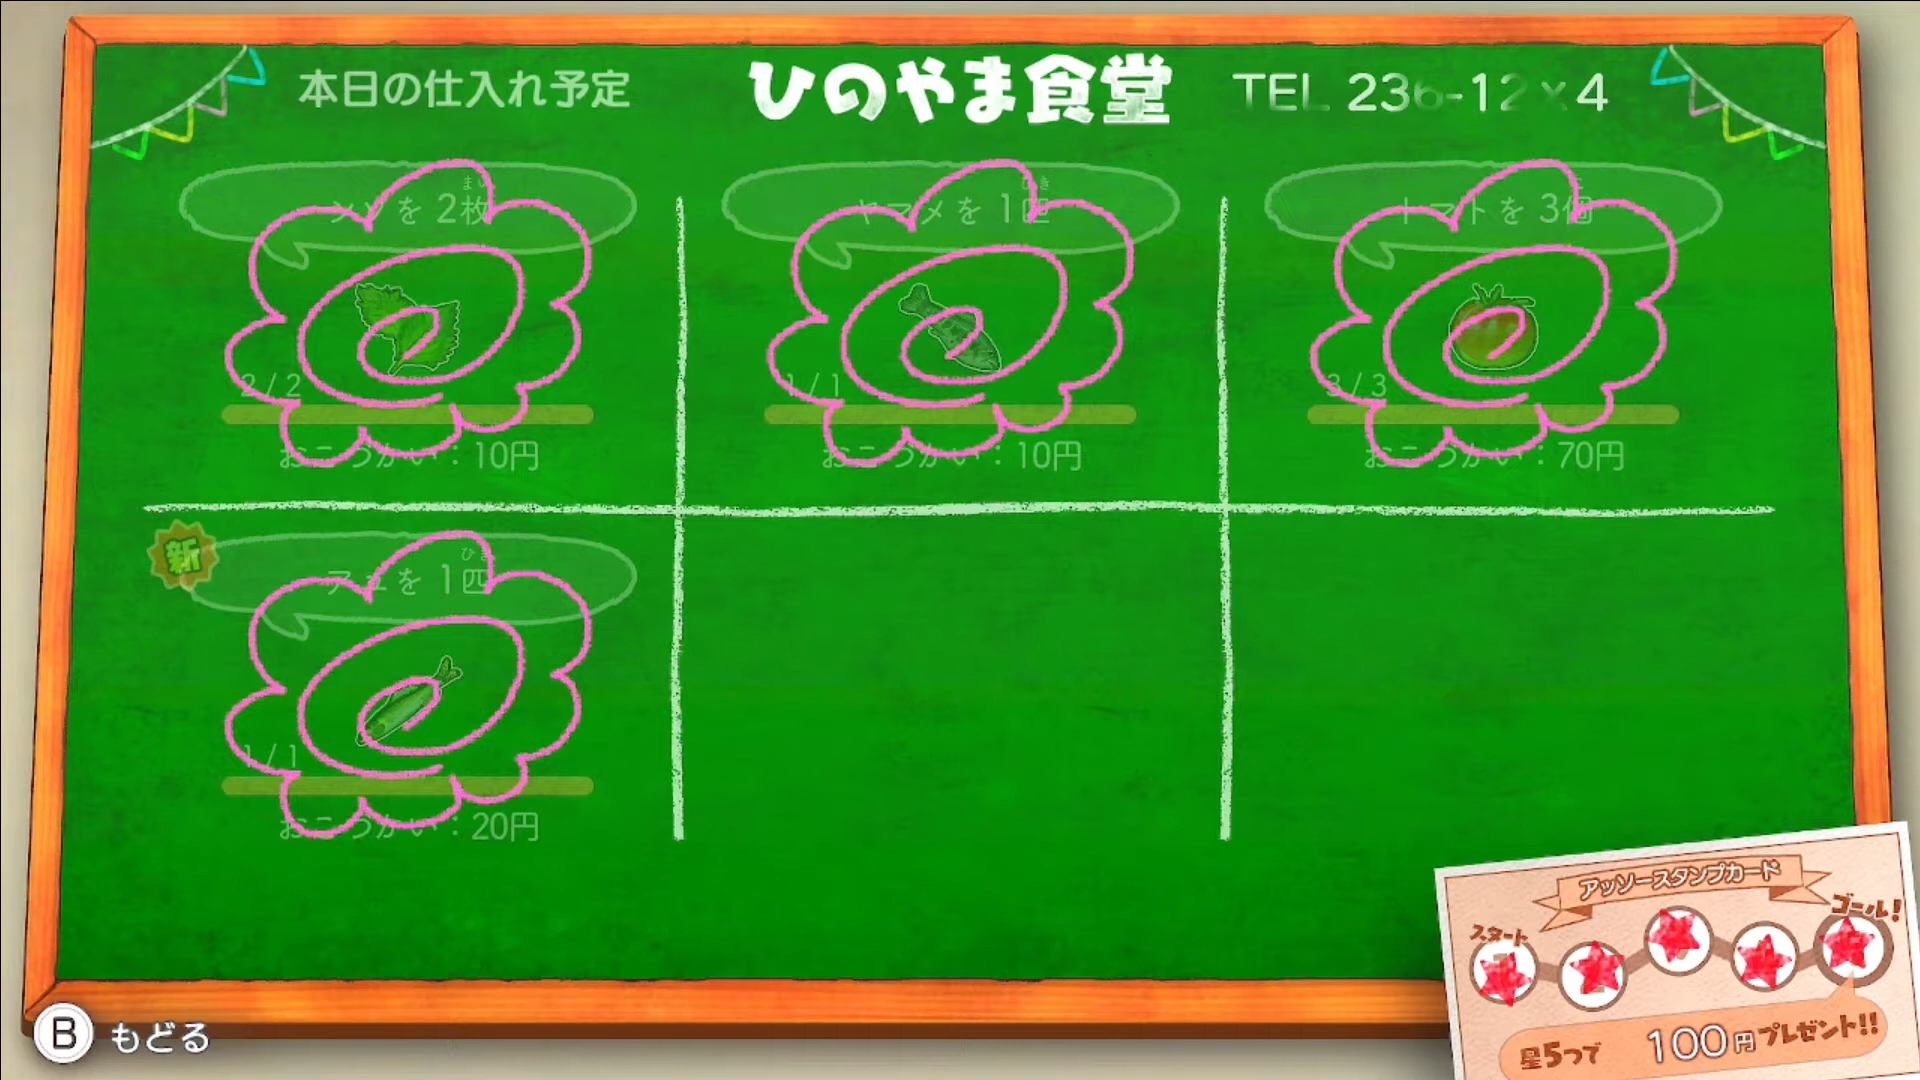 本日の仕入れ予定
ひのやま食堂
TEL 236-12×4
シソを 2枚
2/2
おこづかい：10円
ヤマメを 1匹
1/1
おこづかい：10円
トマトを 3個
3/3
おこづかい：70円
新
アユを 1匹
1/1
おこづかい：20円
アッソースタンプカード
スタート
ゴール!
星5つで 100円プレゼント!!
B もどる